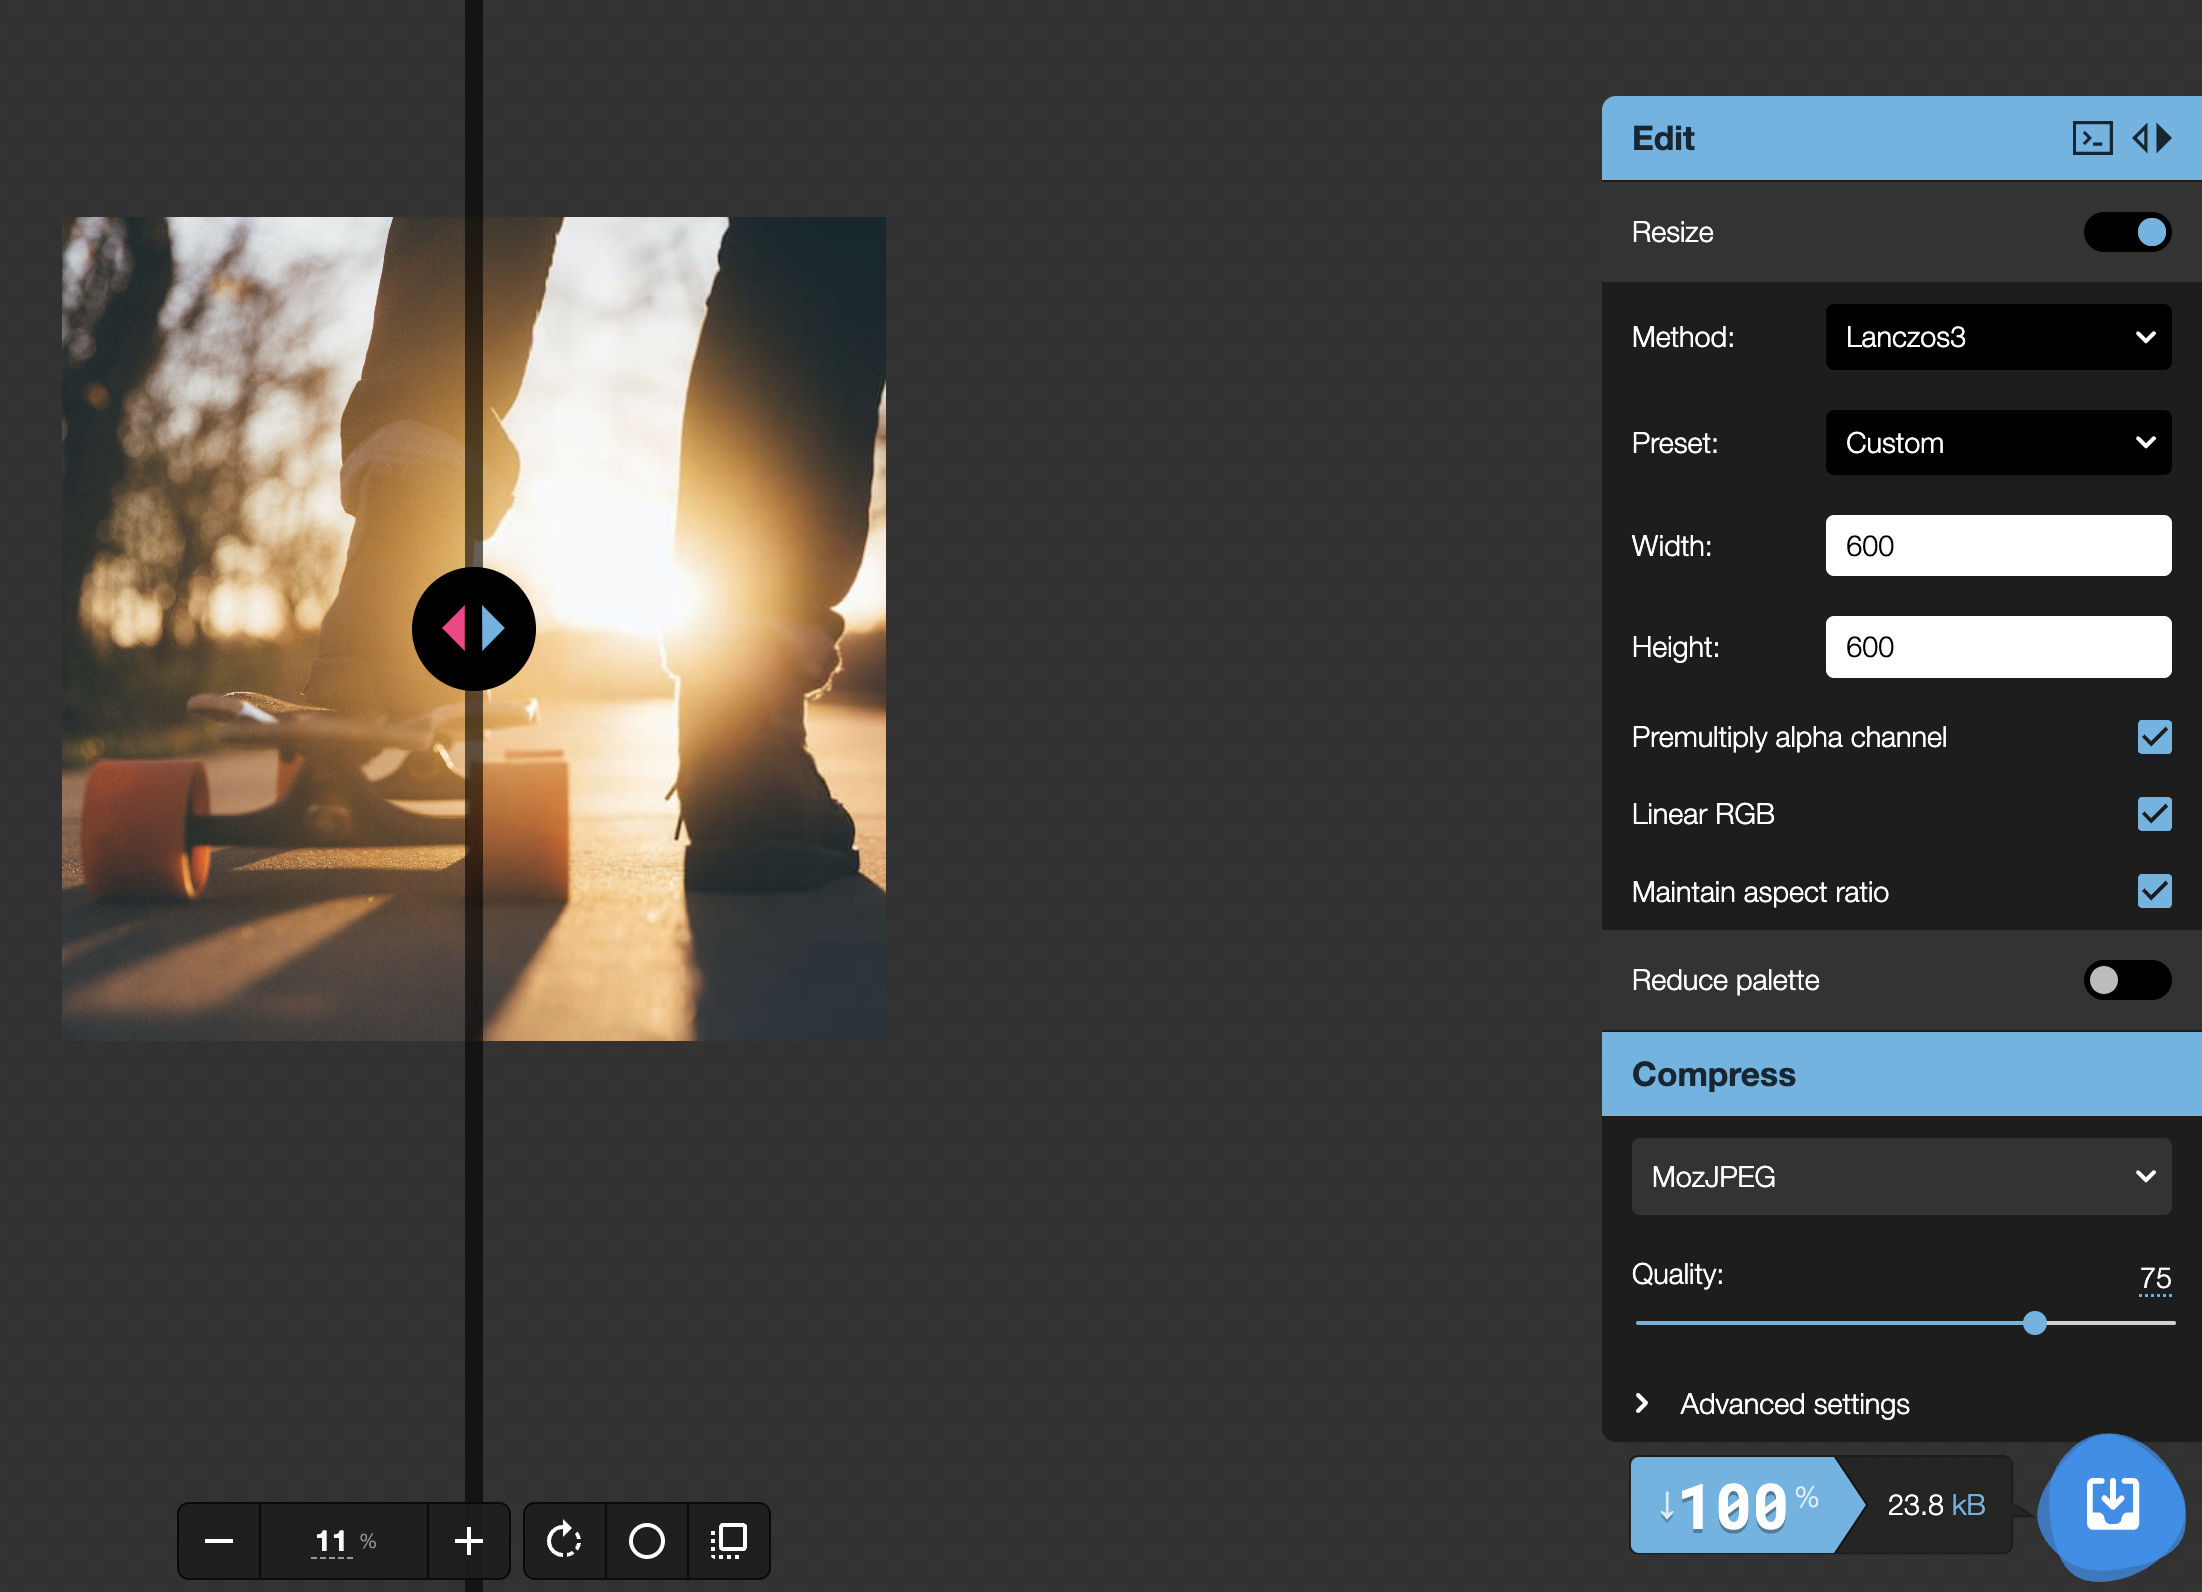 Edit
Resize
Method: Lanczos3
Preset: Custom
Width: 600
Height: 600
Premultiply alpha channel
Linear RGB
Maintain aspect ratio
Reduce palette
Compress
MozJPEG
Quality: 75
Advanced settings
↓100 % 23.8 kB
11 %